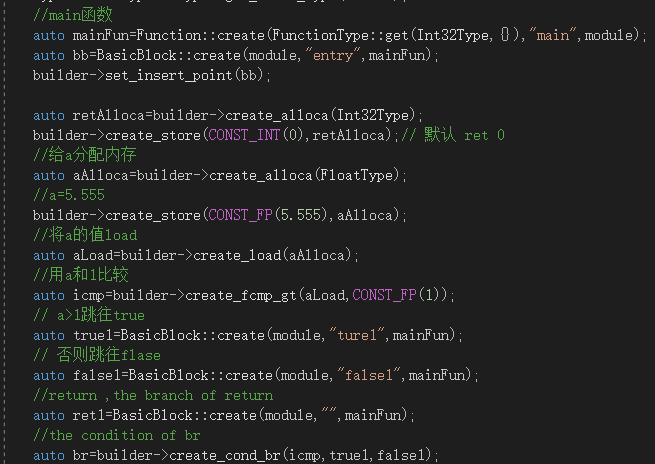 //main函数
auto mainFun=Function::create(FunctionType::get(Int32Type,{}),"main",module);
auto bb=BasicBlock::create(module,"entry",mainFun);
builder->set_insert_point(bb);
auto retAlloca=builder->create_alloca(Int32Type);
builder->create_store(CONST_INT(0),retAlloca);// 默认 ret 0
//给a分配内存
auto aAlloca=builder->create_alloca(FloatType);
//a=5.555
builder->create_store(CONST_FP(5.555),aAlloca);
//将a的值load
auto aLoad=builder->create_load(aAlloca);
//用a和1比较
auto icmp=builder->create_fcmp_gt(aLoad,CONST_FP(1));
// a>1跳往true
auto true1=BasicBlock::create(module,"ture1",mainFun);
// 否则跳往flase
auto false1=BasicBlock::create(module,"false1",mainFun);
//return ,the branch of return
auto ret1=BasicBlock::create(module,"",mainFun);
//the condition of br
auto br=builder->create_cond_br(icmp,true1,false1);